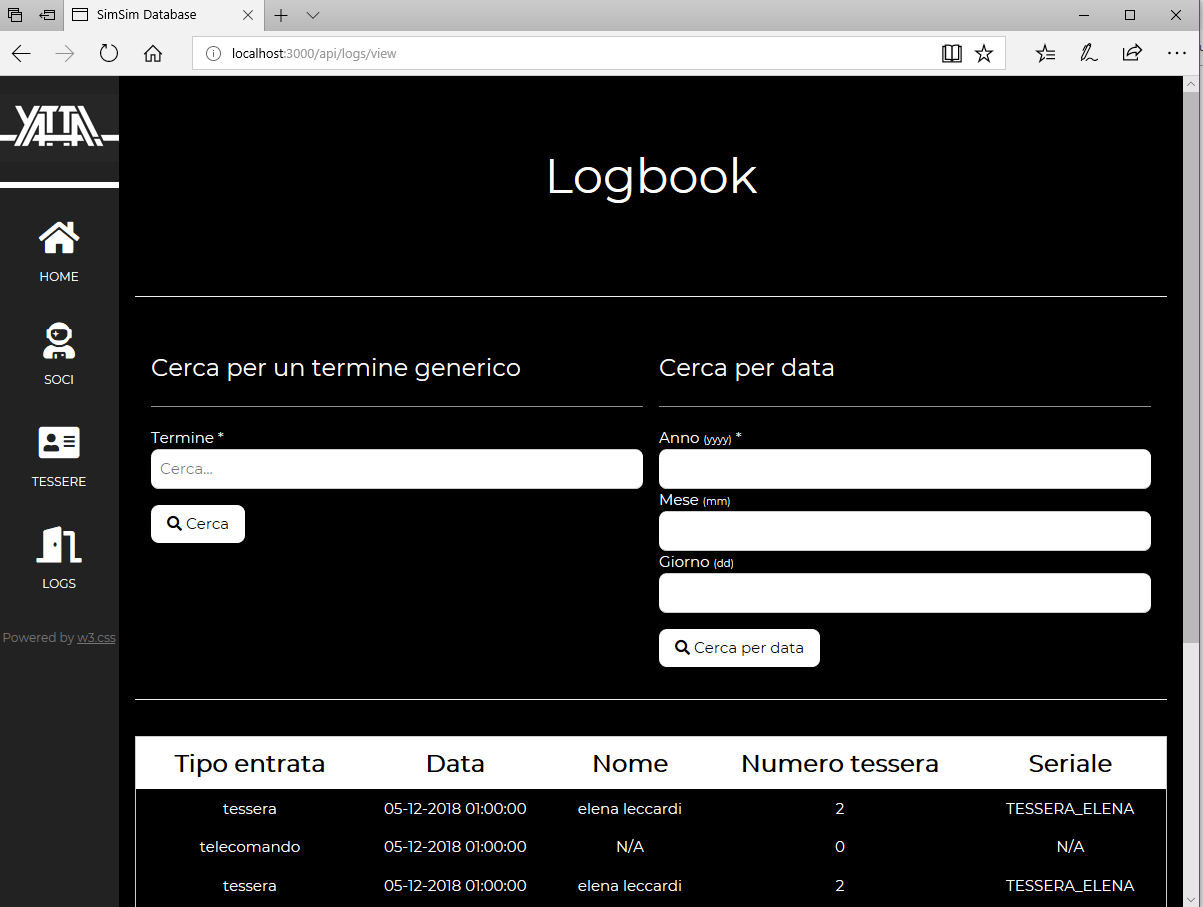 SimSim Database
localhost:3000/api/logs/view
YATTA
Logbook
HOME
SOCI
TESSERE
LOGS
Powered by w3.css
Cerca per un termine generico
Termine *
Cerca...
Cerca
Cerca per data
Anno (yyyy) *
Mese (mm)
Giorno (dd)
Cerca per data
Tipo entrata Data Nome Numero tessera Seriale
tessera 05-12-2018 01:00:00 elena leccardi 2 TESSERA_ELENA
telecomando 05-12-2018 01:00:00 N/A 0 N/A
tessera 05-12-2018 01:00:00 elena leccardi 2 TESSERA_ELENA